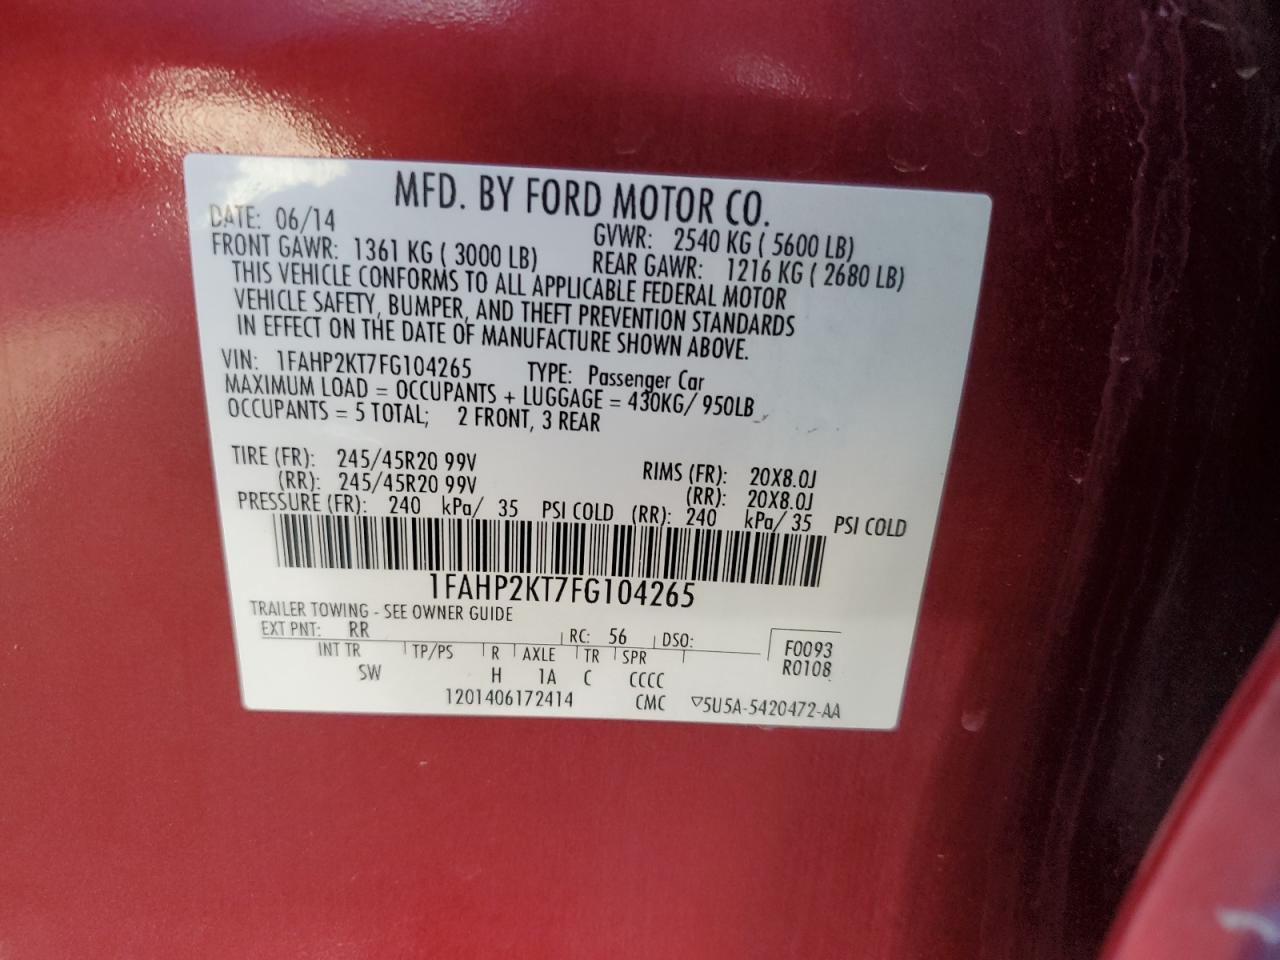 MFD. BY FORD MOTOR CO.
DATE: 06/14 GVWR: 2540 KG ( 5600 LB)
FRONT GAWR: 1361 KG ( 3000 LB) REAR GAWR: 1216 KG ( 2680 LB)
THIS VEHICLE CONFORMS TO ALL APPLICABLE FEDERAL MOTOR
VEHICLE SAFETY, BUMPER, AND THEFT PREVENTION STANDARDS
IN EFFECT ON THE DATE OF MANUFACTURE SHOWN ABOVE.
VIN: 1FAHP2KT7FG104265 TYPE: Passenger Car
MAXIMUM LOAD = OCCUPANTS + LUGGAGE = 430KG/ 950LB
OCCUPANTS = 5 TOTAL; 2 FRONT, 3 REAR
TIRE (FR): 245/45R20 99V RIMS (FR): 20X8.0J
(RR): 245/45R20 99V (RR): 20X8.0J
PRESSURE (FR): 240 kPa/ 35 PSI COLD (RR): 240 kPa/ 35 PSI COLD
1FAHP2KT7FG104265
TRAILER TOWING - SEE OWNER GUIDE
EXT PNT: RR RC: 56 DSO: F0093
INT TR TP/PS R AXLE TR SPR R0108
SW H 1A C CCCC
1201406172414 CMC ▽5U5A-5420472-AA